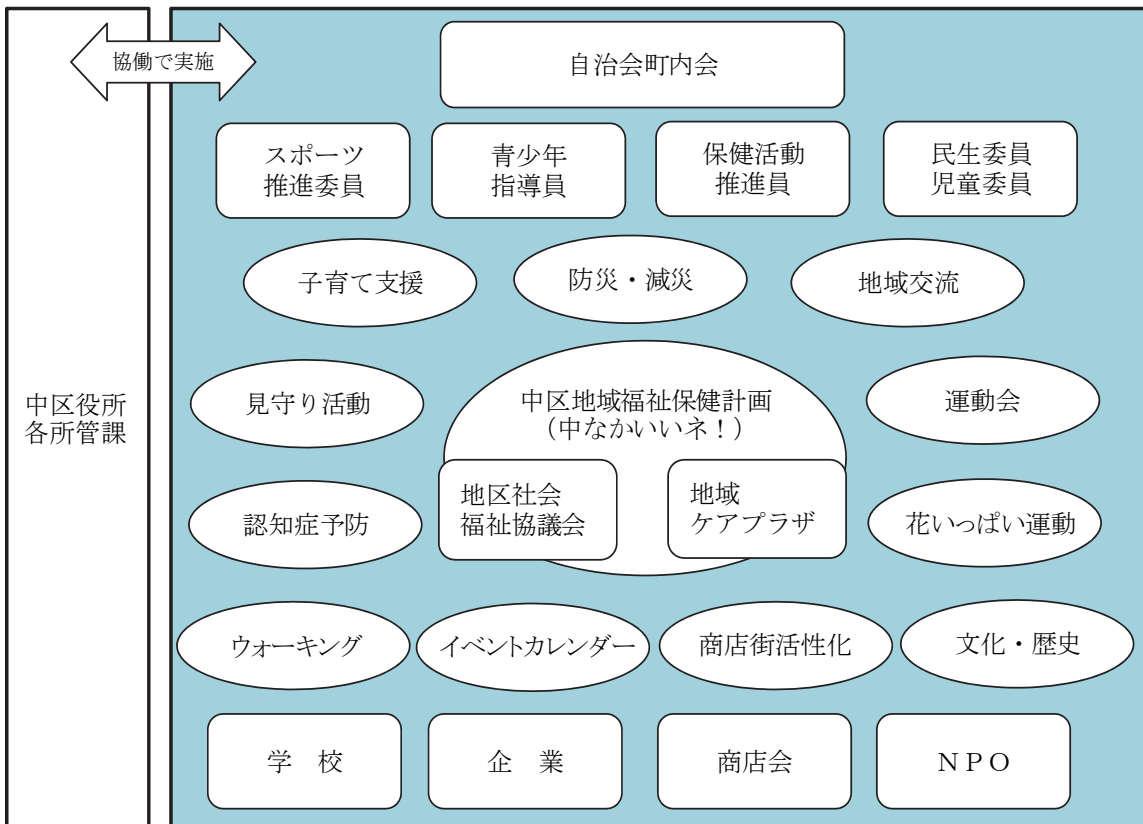 協働で実施
自治会町内会
スポーツ
推進委員
青少年
指導員
保健活動
推進員
民生委員
児童委員
子育て支援
防災・減災
地域交流
中区役所
各所管課
見守り活動
中区地域福祉保健計画
（中なかいいネ！）
運動会
認知症予防
地区社会
福祉協議会
地域
ケアプラザ
花いっぱい運動
ウォーキング
イベントカレンダー
商店街活性化
文化・歴史
学　校
企　業
商店会
ＮＰＯ